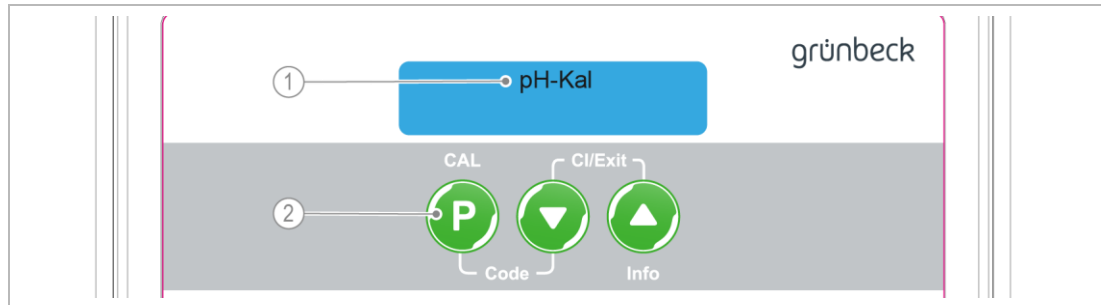 grünbeck
1 pH-Kal
CAL Cl/Exit
2 P
Code Info